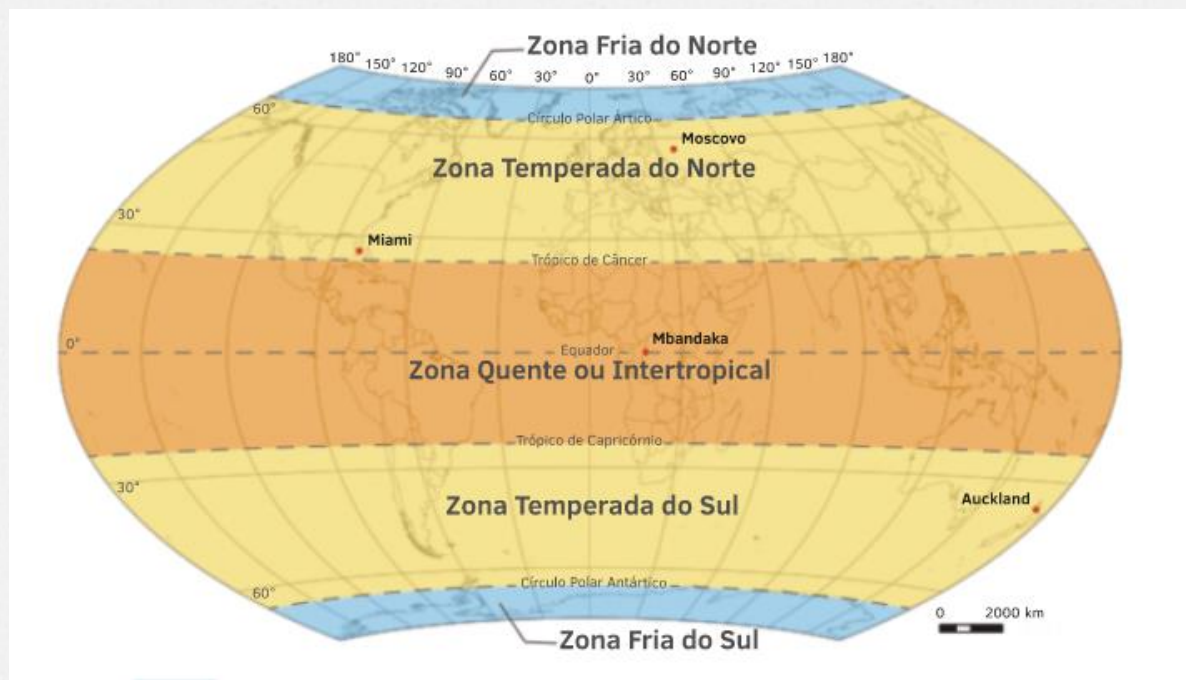 Zona Fria do Norte
180° 150° 120° 90° 60° 30° 0° 30° 60° 90° 120° 150° 180°
60°
Círculo Polar Ártico
Moscovo
Zona Temperada do Norte
30°
Miami
Trópico de Câncer
Mbandaka
0°
Equador
Zona Quente ou Intertropical
Trópico de Capricórnio
30°
Auckland
Zona Temperada do Sul
Círculo Polar Antártico
60°
0 2000 km
Zona Fria do Sul